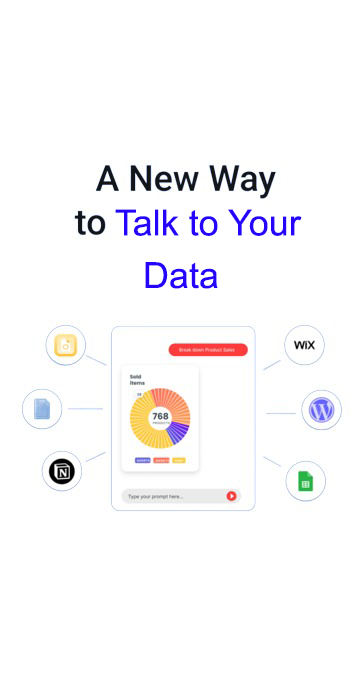 A New Way
to Talk to Your
Data
Break down Product Sales
WiX
Sold
Items
768
PRODUCTS
Type your prompt here...